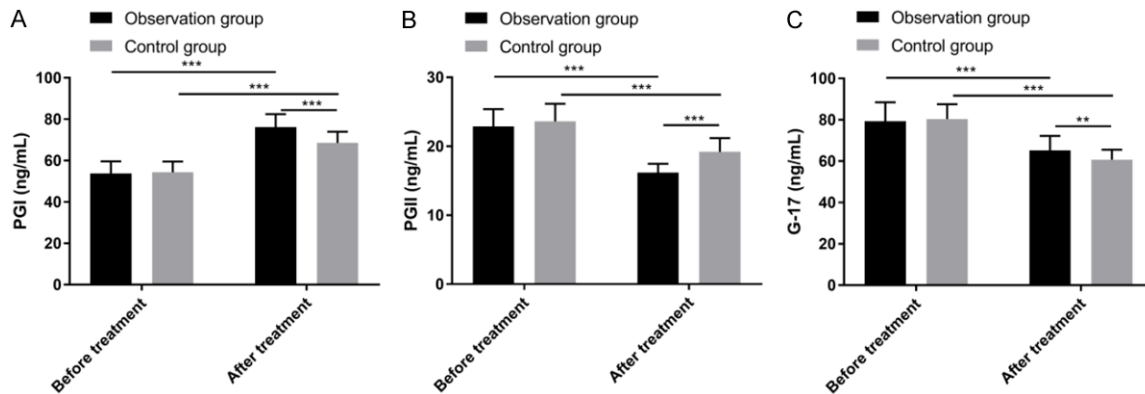 A
Observation group
Control group
***
***
***
100
80
60
40
20
0
PGI (ng/mL)
Before treatment
After treatment
B
Observation group
Control group
***
***
***
30
20
10
0
PGII (ng/mL)
Before treatment
After treatment
C
Observation group
Control group
***
***
**
100
80
60
40
20
0
G-17 (ng/mL)
Before treatment
After treatment